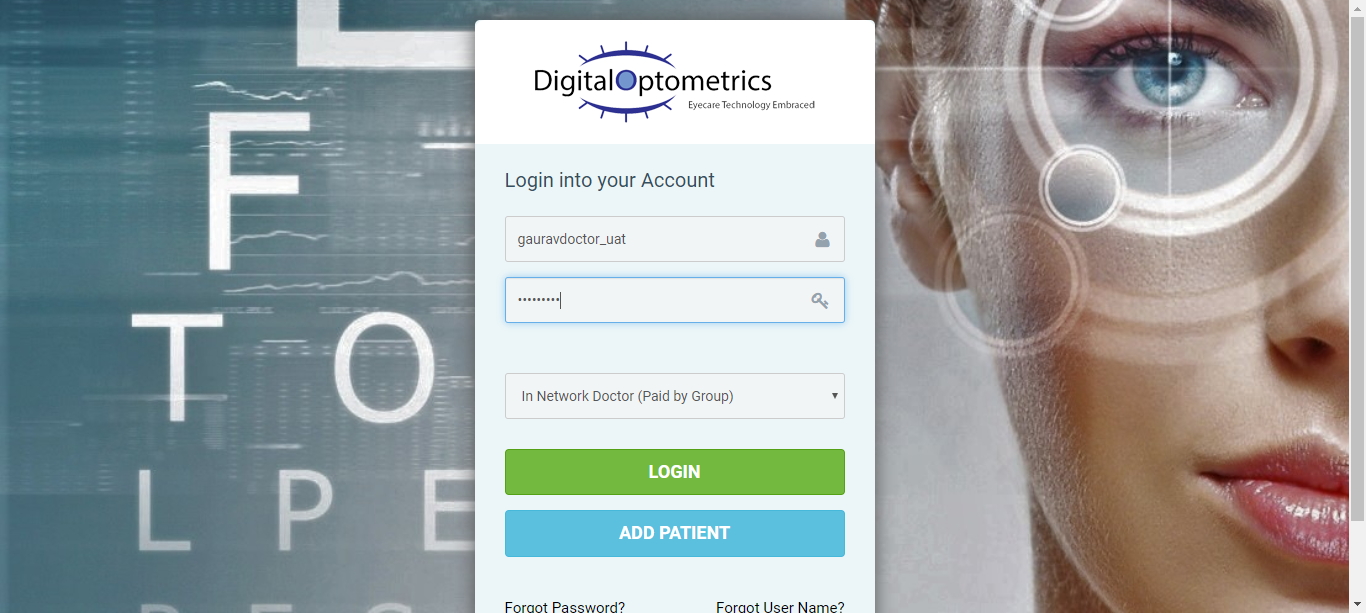 DigitalOptometrics
Eyecare Technology Embraced
Login into your Account
gauravdoctor_uat
•••••••••
In Network Doctor (Paid by Group)
LOGIN
ADD PATIENT
Forgot Password?
Forgot User Name?
F
T O
L P E